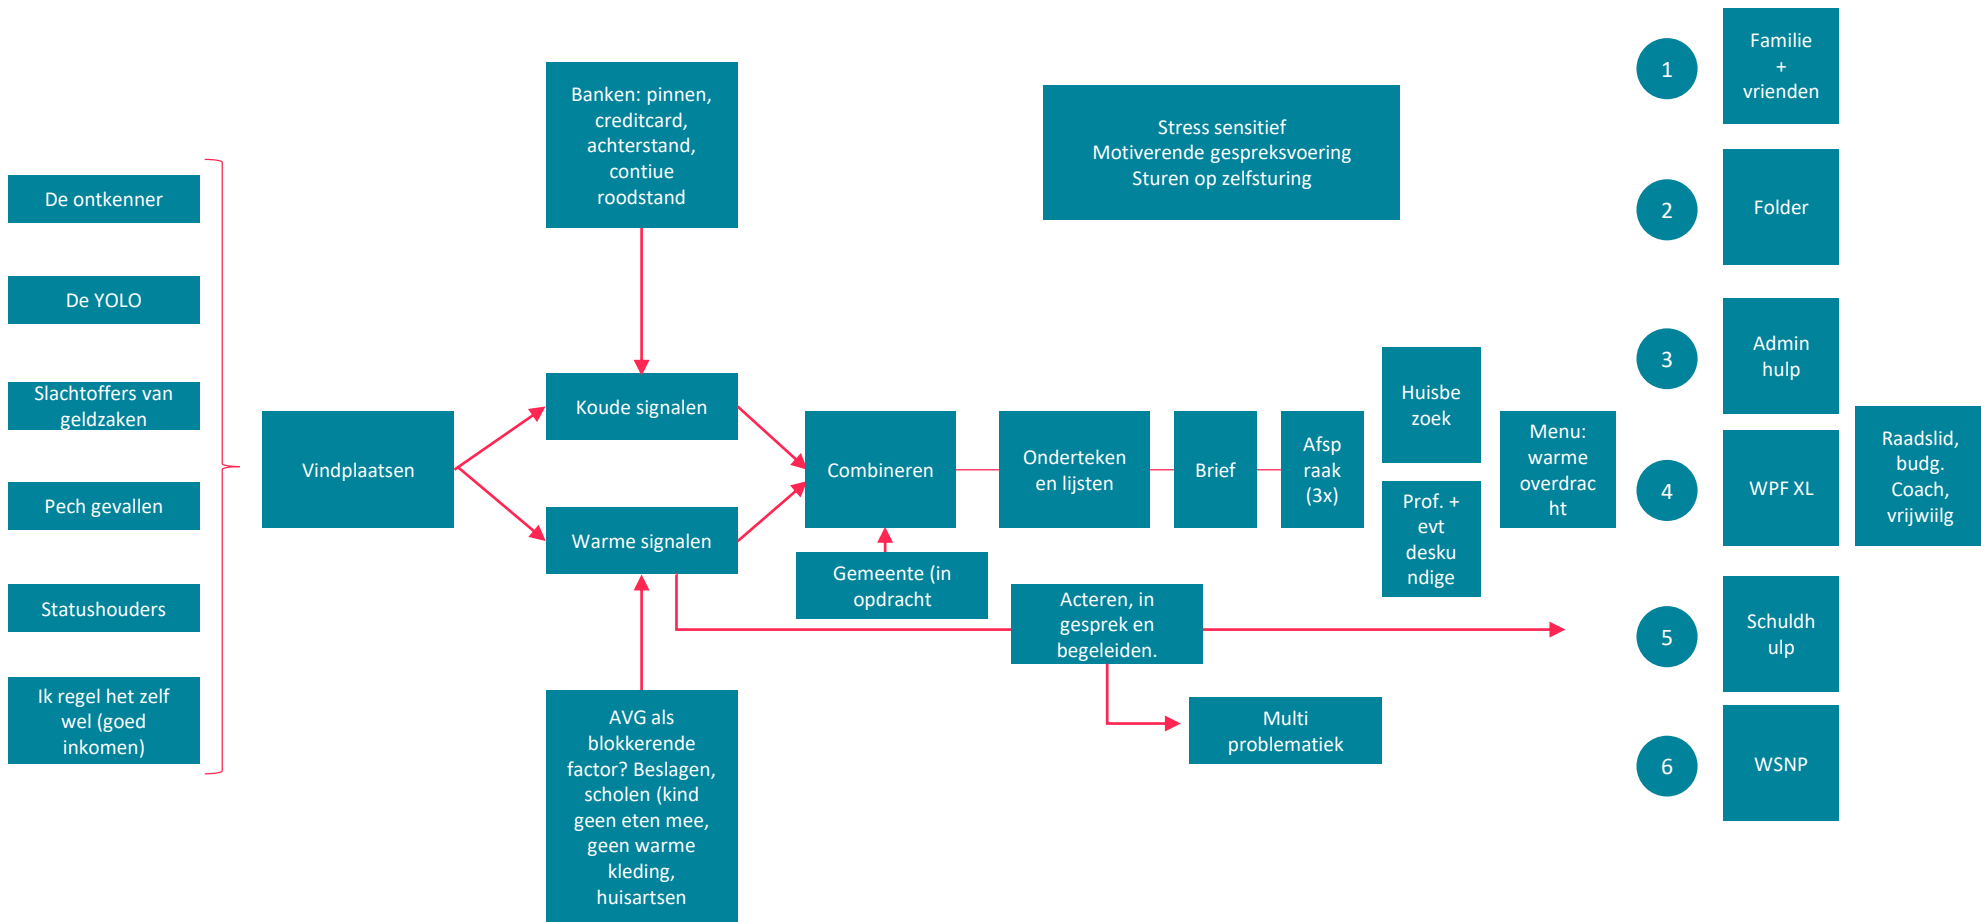 De ontkenner
De YOLO
Slachtoffers van
geldzaken
Pech gevallen
Statushouders
Ik regel het zelf
wel (goed
inkomen)
Vindplaatsen
Banken: pinnen,
creditcard,
achterstand,
contiue
roodstand
Koude signalen
Warme signalen
AVG als
blokkerende
factor? Beslagen,
scholen (kind
geen eten mee,
geen warme
kleding,
huisartsen
Combineren
Gemeente (in
opdracht
Stress sensitief
Motiverende gespreksvoering
Sturen op zelfsturing
Onderteken
en lijsten
Brief
Afsp
raak
(3x)
Huisbe
zoek
Prof. +
evt
desku
ndige
Menu:
warme
overdrac
ht
Acteren, in
gesprek en
begeleiden.
Multi
problematiek
1
Familie
+
vrienden
2
Folder
3
Admin
hulp
4
WPF XL
Raadslid,
budg.
Coach,
vrijwiilg
5
Schuldh
ulp
6
WSNP